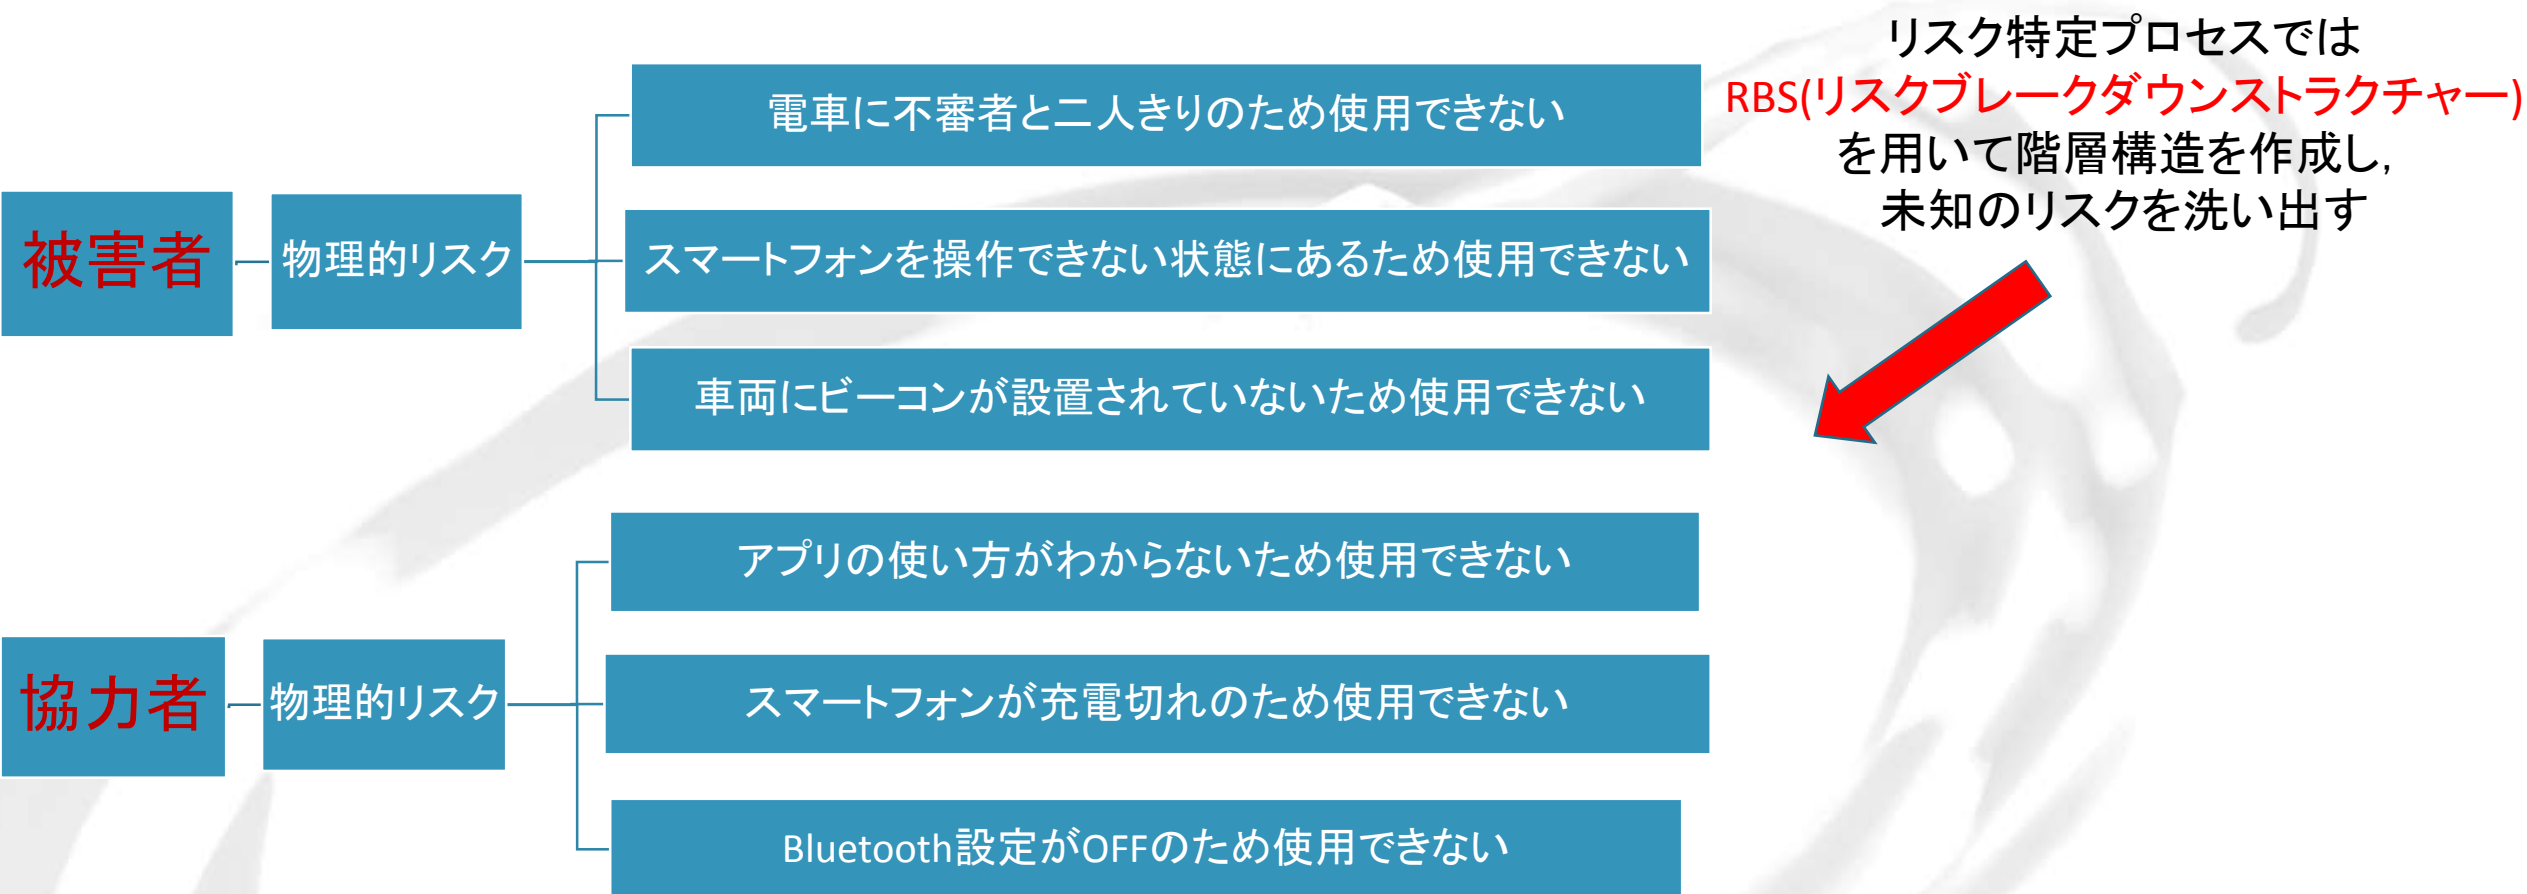 リスク特定プロセスでは
RBS(リスクブレークダウンストラクチャー)
を用いて階層構造を作成し,
未知のリスクを洗い出す
被害者
物理的リスク
電車に不審者と二人きりのため使用できない
スマートフォンを操作できない状態にあるため使用できない
車両にビーコンが設置されていないため使用できない
協力者
物理的リスク
アプリの使い方がわからないため使用できない
スマートフォンが充電切れのため使用できない
Bluetooth設定がOFFのため使用できない